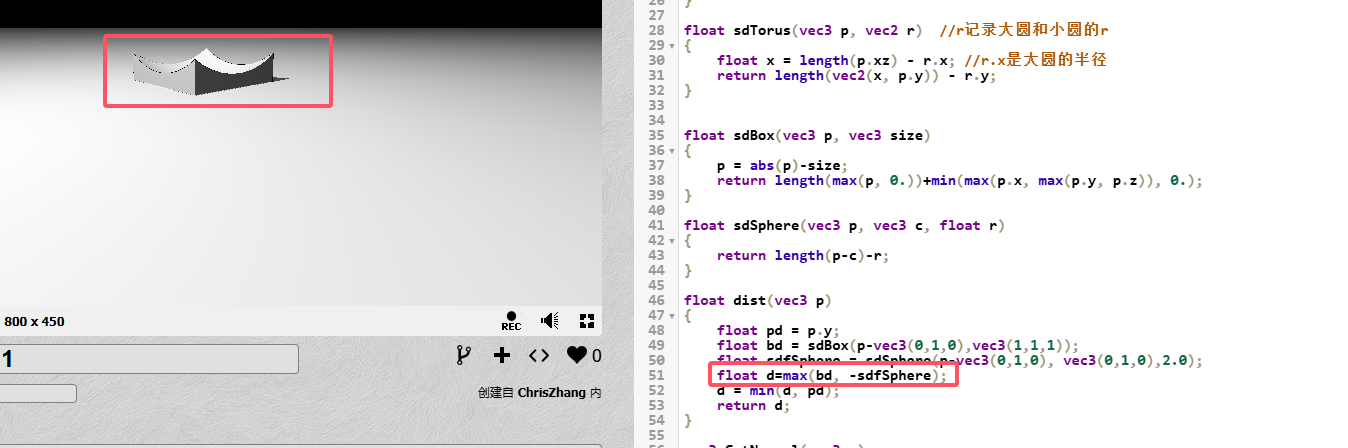 800 x 450
REC
1
0
创建自 ChrisZhang 内
26 }
27
28 float sdTorus(vec3 p, vec2 r)  //r记录大圆和小圆的r
29 {
30     float x = length(p.xz) - r.x; //r.x是大圆的半径
31     return length(vec2(x, p.y)) - r.y;
32 }
33
34
35 float sdBox(vec3 p, vec3 size)
36 {
37     p = abs(p)-size;
38     return length(max(p, 0.))+min(max(p.x, max(p.y, p.z)), 0.);
39 }
40
41 float sdSphere(vec3 p, vec3 c, float r)
42 {
43     return length(p-c)-r;
44 }
45
46 float dist(vec3 p)
47 {
48     float pd = p.y;
49     float bd = sdBox(p-vec3(0,1,0),vec3(1,1,1));
50     float sdfSphere = sdSphere(p-vec3(0,1,0), vec3(0,1,0),2.0);
51     float d=max(bd, -sdfSphere);
52     d = min(d, pd);
53     return d;
54 }
55